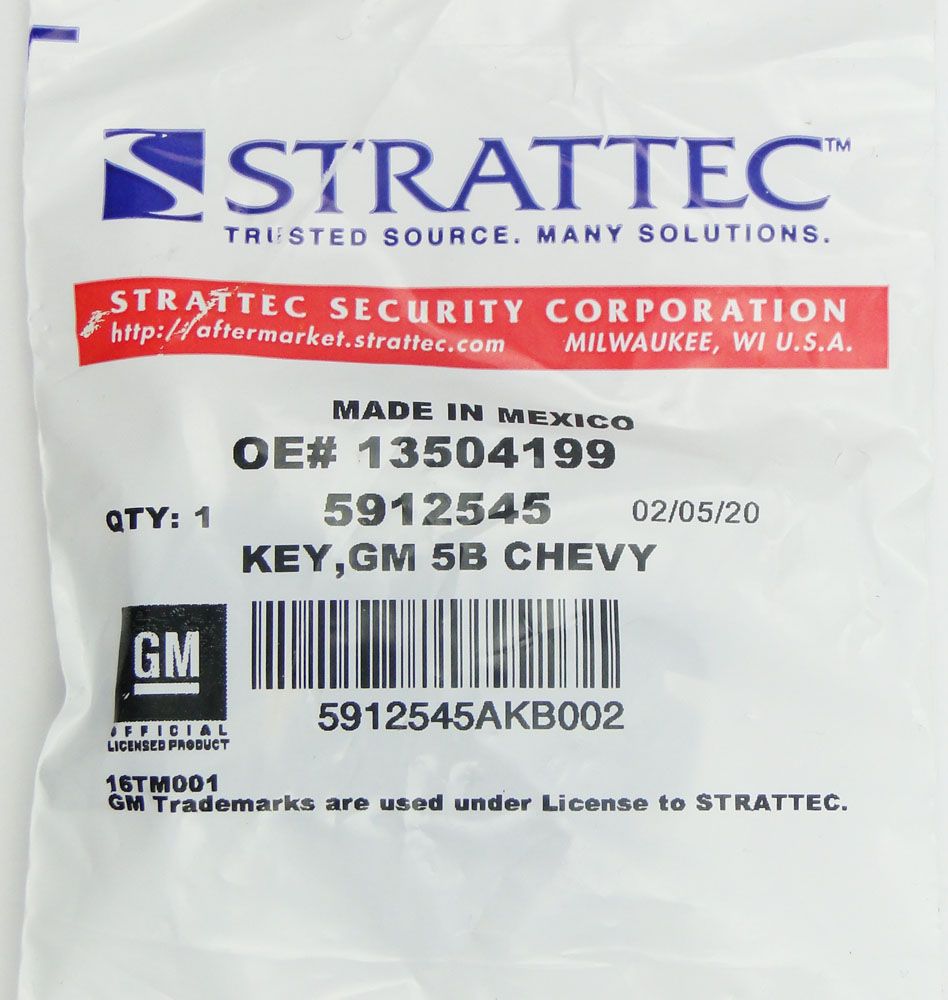 STRATTEC™
TRUSTED SOURCE. MANY SOLUTIONS.
STRATTEC SECURITY CORPORATION
http://aftermarket.strattec.com MILWAUKEE, WI U.S.A.
MADE IN MEXICO
OE# 13504199
QTY: 1 5912545 02/05/20
KEY,GM 5B CHEVY
GM
OFFICIAL
LICENSED PRODUCT
5912545AKB002
16TM001
GM Trademarks are used under License to STRATTEC.